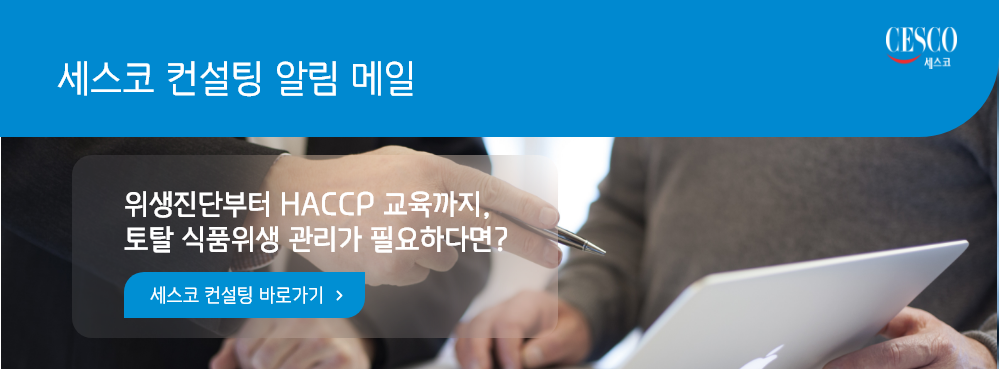 CESCO
세스코
세스코 컨설팅 알림 메일
위생진단부터 HACCP 교육까지,
토탈 식품위생 관리가 필요하다면?
세스코 컨설팅 바로가기 >